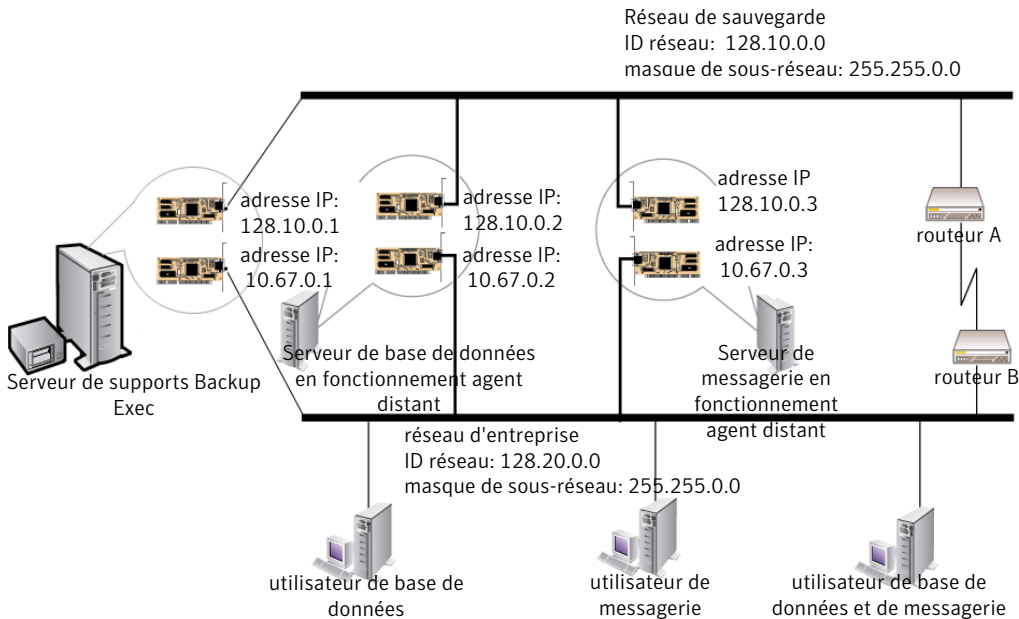 Réseau de sauvegarde
ID réseau: 128.10.0.0
masque de sous-réseau: 255.255.0.0
adresse IP:
128.10.0.1
adresse IP:
10.67.0.1
adresse IP:
128.10.0.2
adresse IP:
10.67.0.2
adresse IP
128.10.0.3
adresse IP:
10.67.0.3
routeur A
routeur B
Serveur de supports Backup
Exec
Serveur de base de données
en fonctionnement agent
distant
Serveur de
messagerie en
fonctionnement
agent distant
réseau d'entreprise
ID réseau: 128.20.0.0
masque de sous-réseau: 255.255.0.0
utilisateur de base de
données
utilisateur de
messagerie
utilisateur de base de
données et de messagerie